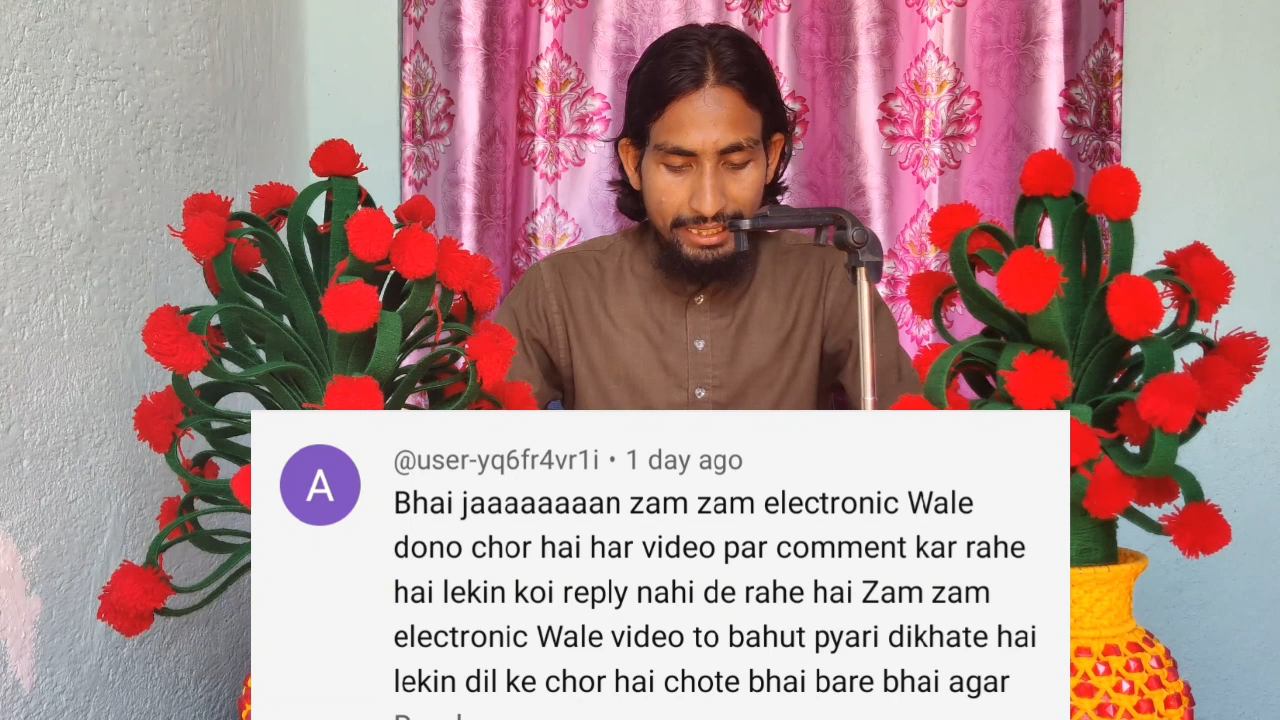 A
@user-yq6fr4vr1i • 1 day ago
Bhai jaaaaaaaan zam zam electronic Wale
dono chor hai har video par comment kar rahe
hai lekin koi reply nahi de rahe hai Zam zam
electronic Wale video to bahut pyari dikhate hai
lekin dil ke chor hai chote bhai bare bhai agar